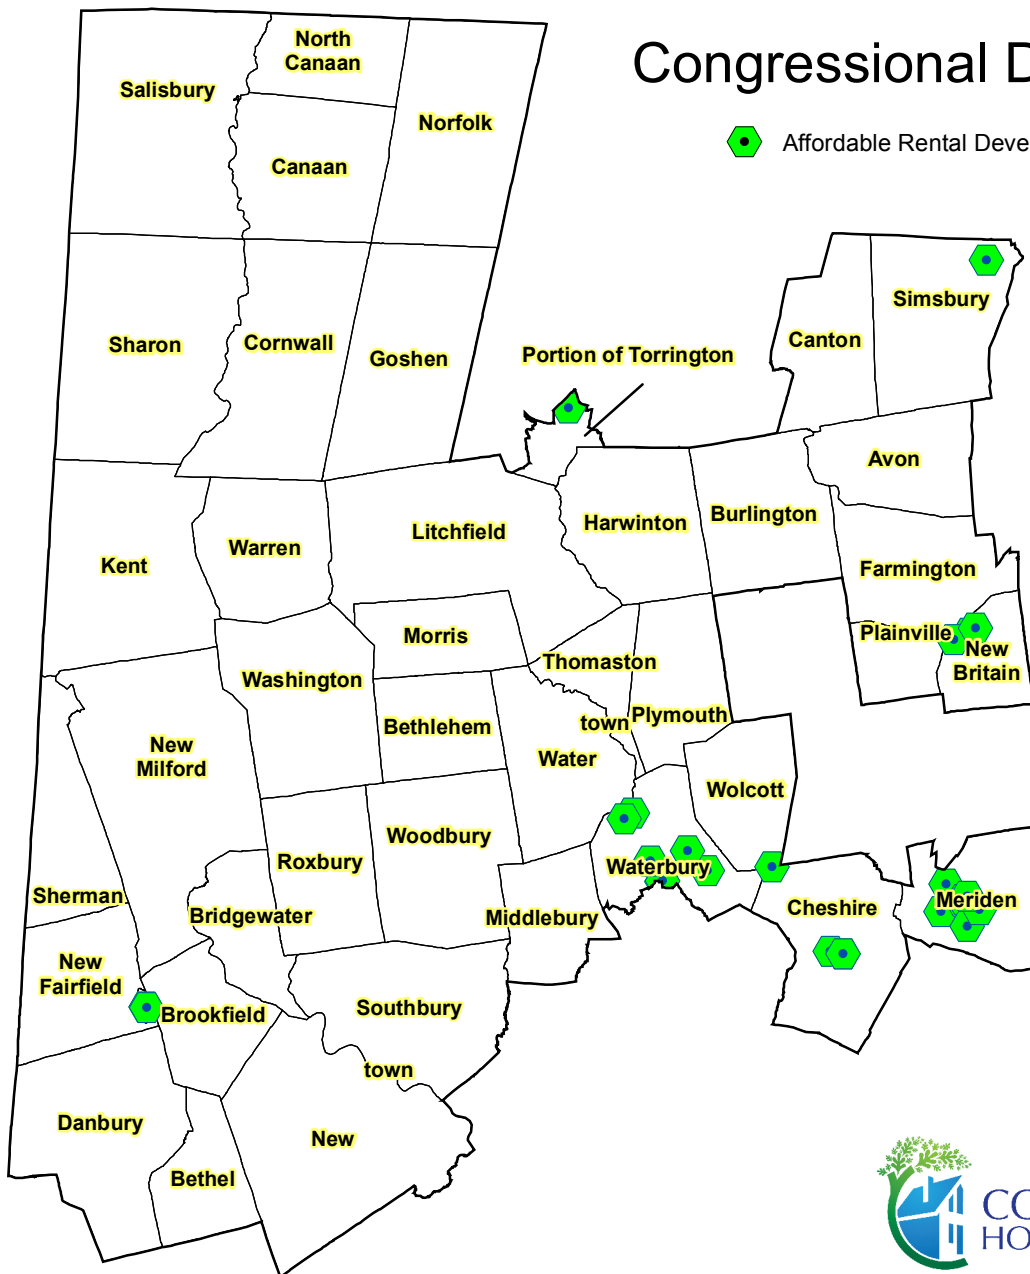 Congressional D
Affordable Rental Deve
North
Canaan
Salisbury
Norfolk
Canaan
Simsbury
Sharon
Cornwall
Goshen
Portion of Torrington
Canton
Avon
Kent
Warren
Litchfield
Harwinton
Burlington
Farmington
Morris
Washington
Thomaston
Plainville
New
Britain
Bethlehem
town
Plymouth
New
Milford
Water
Wolcott
Woodbury
Roxbury
Waterbury
Sherman
Bridgewater
Middlebury
Cheshire
Meriden
New
Fairfield
Brookfield
Southbury
town
Danbury
New
Bethel
CO
HO